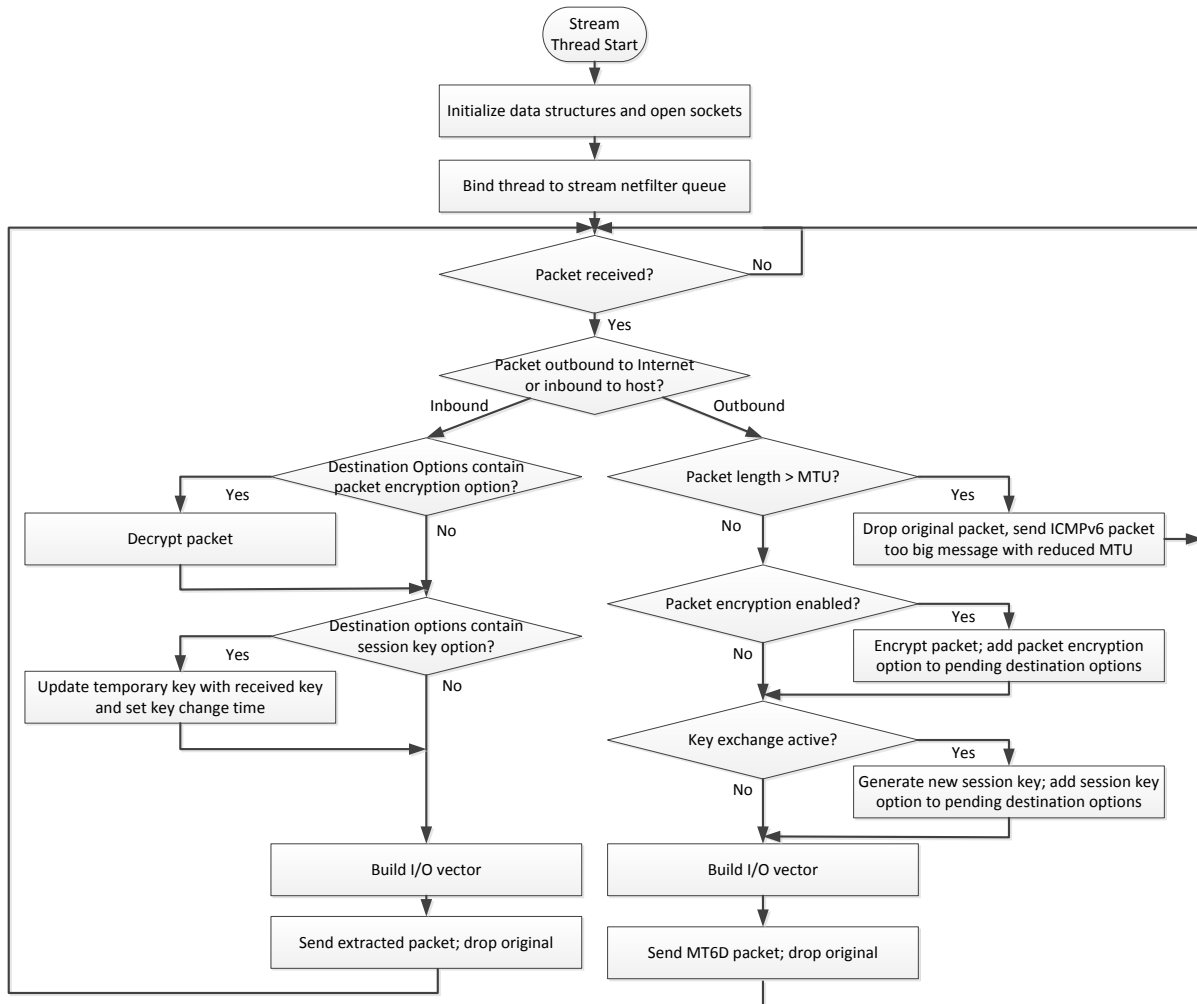 Stream
Thread Start
Initialize data structures and open sockets
Bind thread to stream netfilter queue
Packet received?
No
Yes
Packet outbound to Internet
or inbound to host?
Inbound
Outbound
Destination Options contain
packet encryption option?
Yes
No
Decrypt packet
Packet length > MTU?
Yes
No
Drop original packet, send ICMPv6 packet
too big message with reduced MTU
Destination options contain
session key option?
Yes
No
Update temporary key with received key
and set key change time
Packet encryption enabled?
Yes
No
Encrypt packet; add packet encryption
option to pending destination options
Key exchange active?
Yes
No
Generate new session key; add session key
option to pending destination options
Build I/O vector
Build I/O vector
Send extracted packet; drop original
Send MT6D packet; drop original